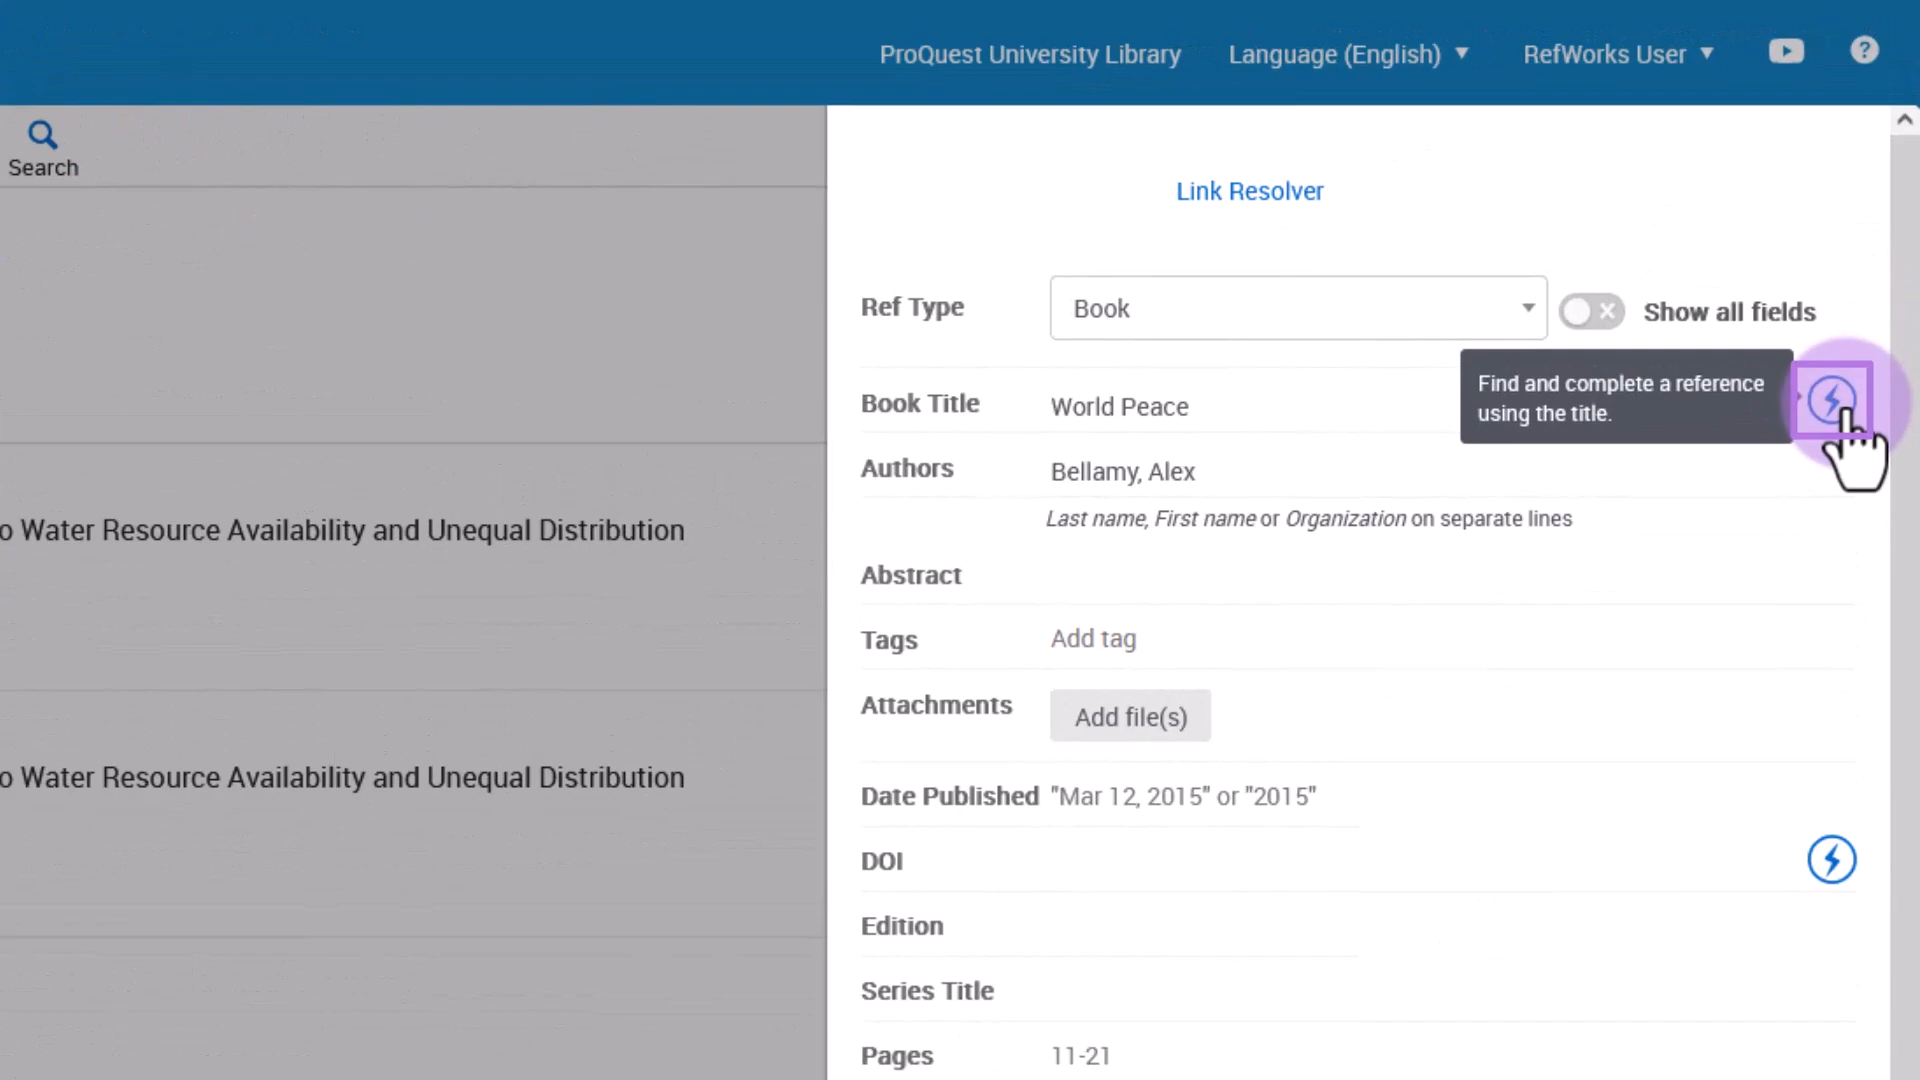 ProQuest University Library Language (English) RefWorks User
Search
Link Resolver
Ref Type Book Show all fields
Find and complete a reference
using the title.
Book Title World Peace
Authors Bellamy, Alex
Last name, First name or Organization on separate lines
o Water Resource Availability and Unequal Distribution
Abstract
Tags Add tag
Attachments Add file(s)
o Water Resource Availability and Unequal Distribution
Date Published "Mar 12, 2015" or "2015"
DOI
Edition
Series Title
Pages 11-21